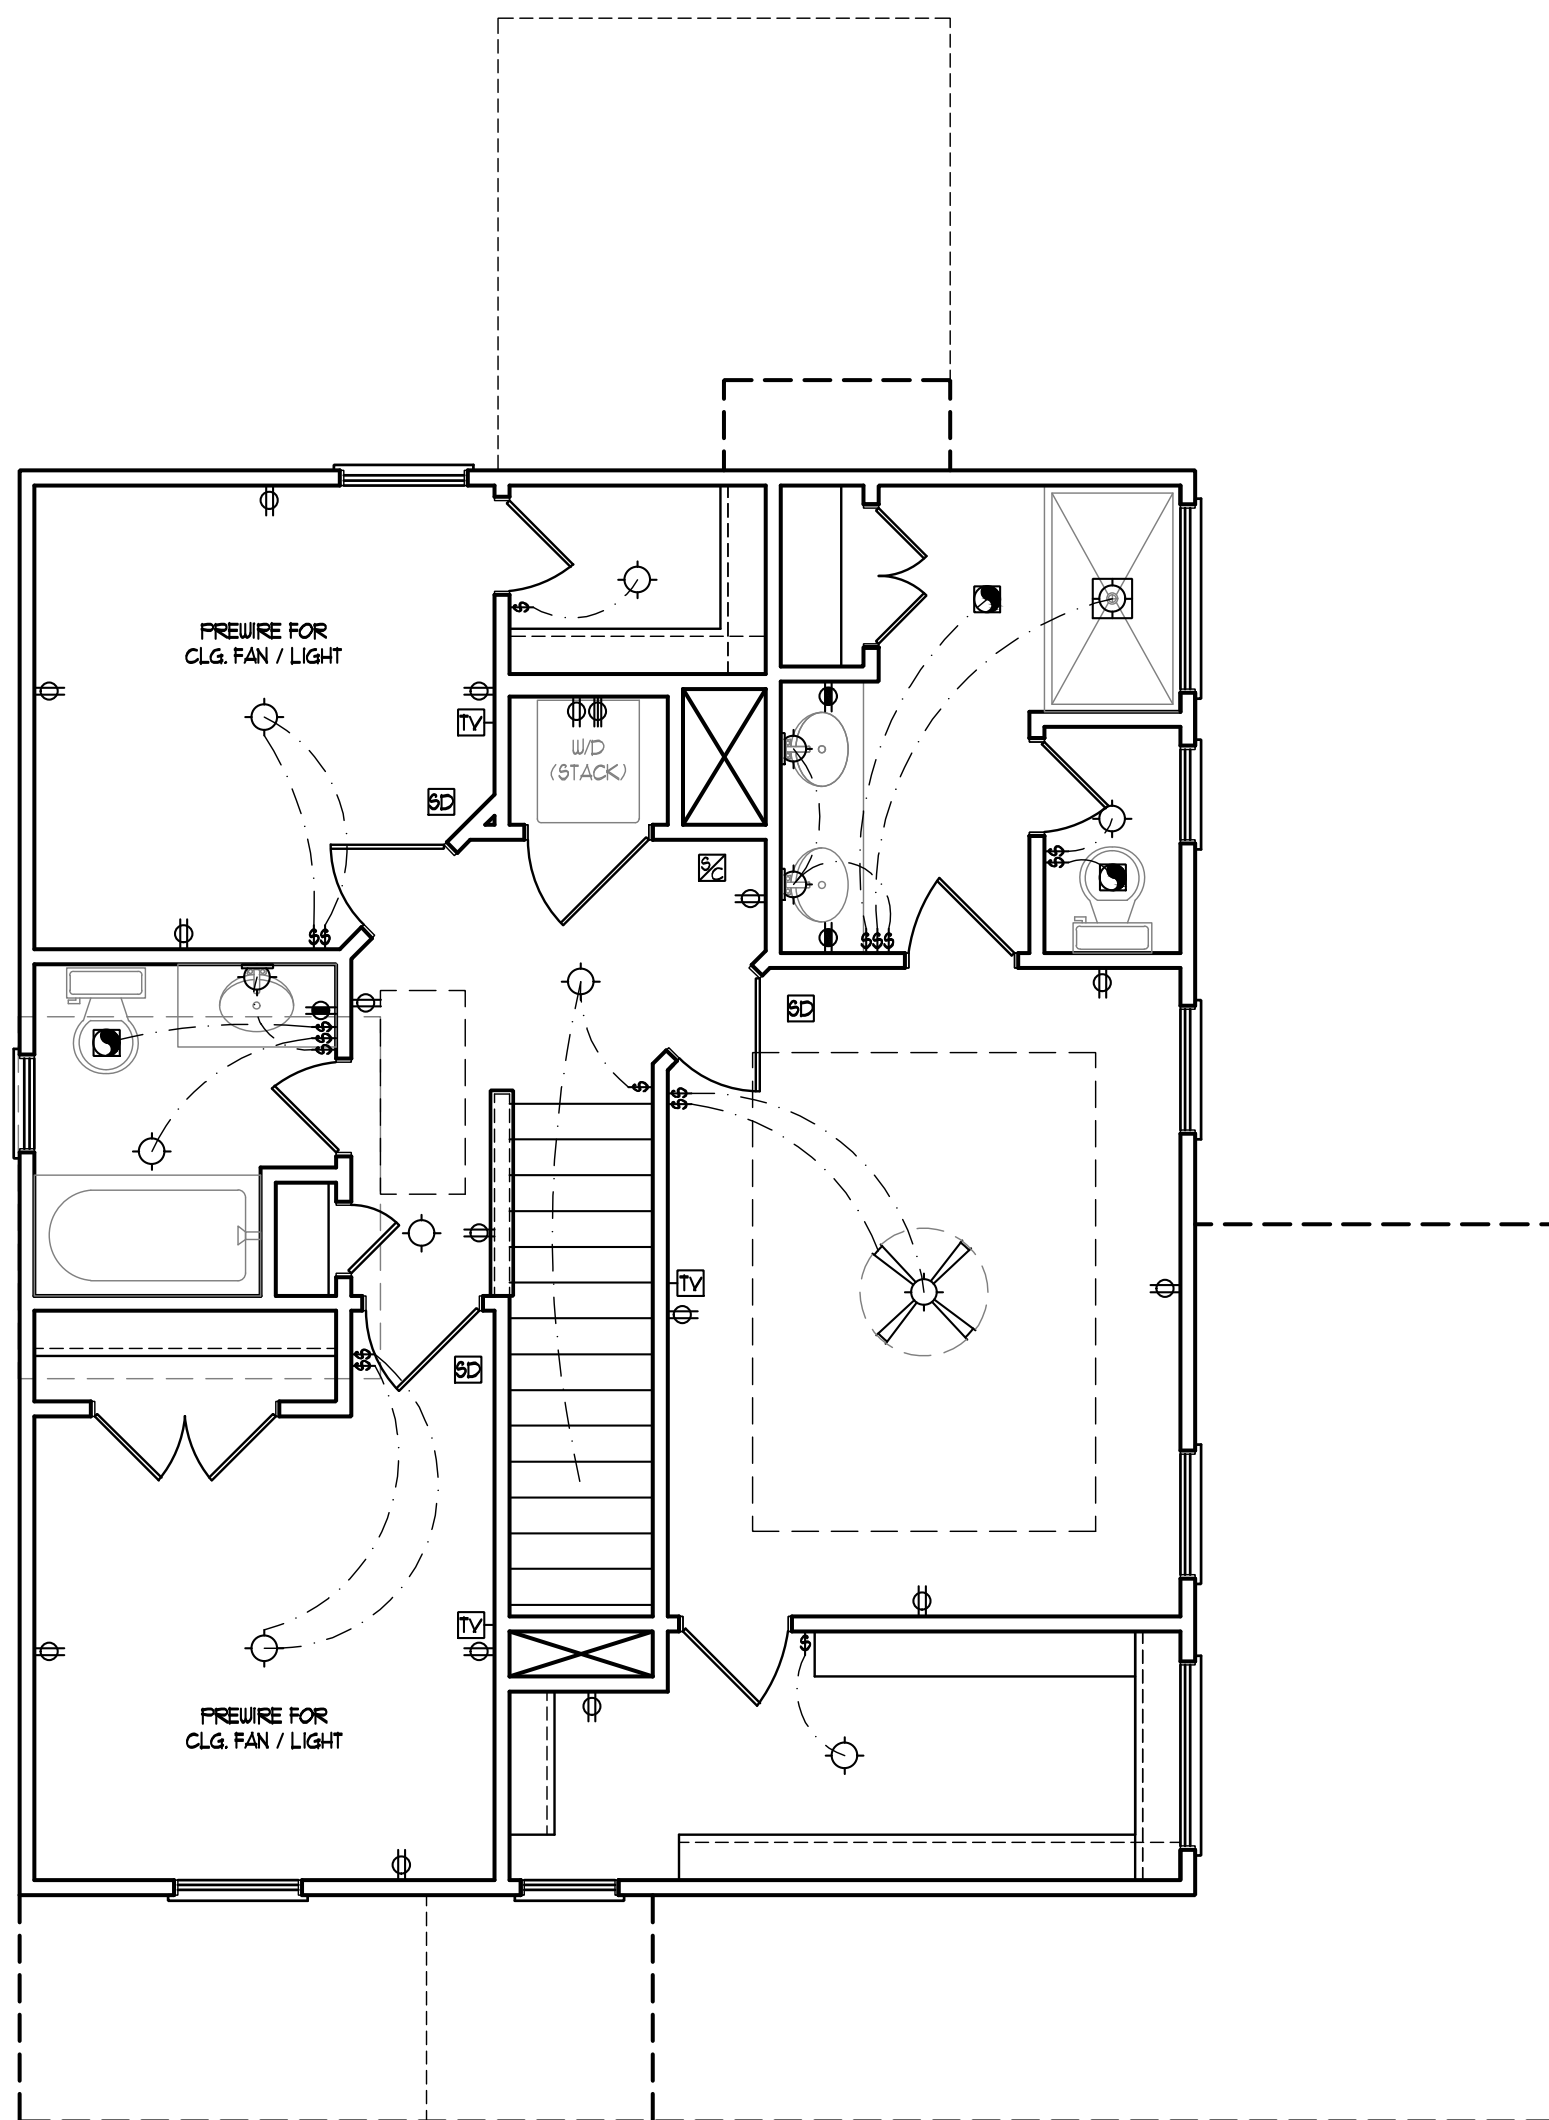 PREWIRE FOR
CLG. FAN / LIGHT
$
TV
W/D
(STACK)
SD
S/C
$
$
$$
$$$
SD
$
$
$
$
$
$
TV
$
$
SD
TV
$
PREWIRE FOR
CLG. FAN / LIGHT